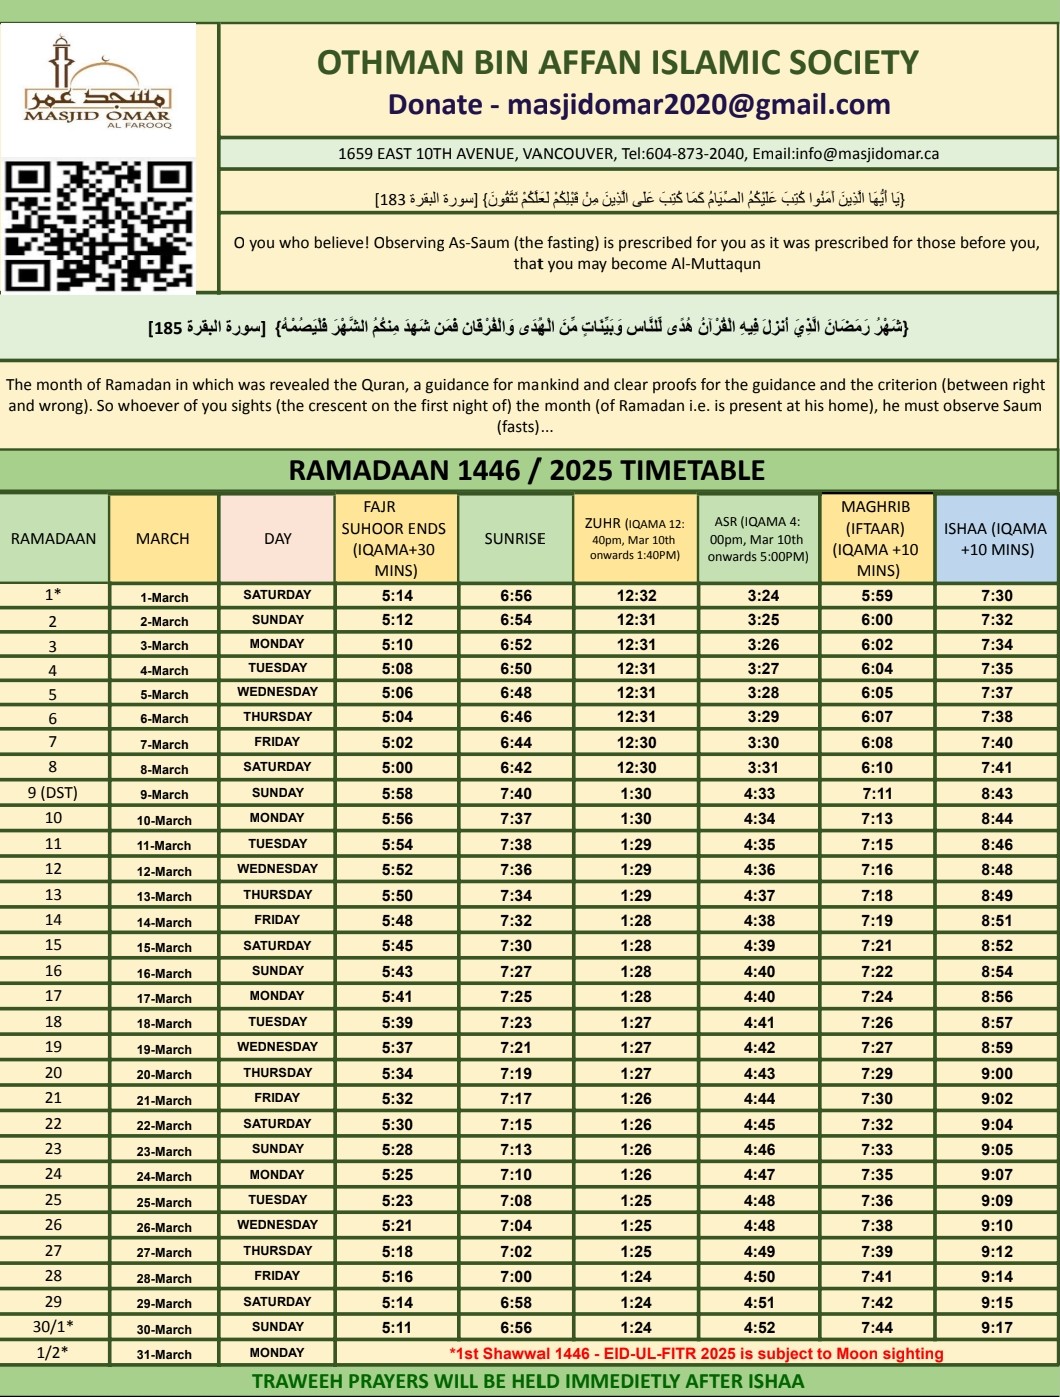 مسجد عمر
MASJID OMAR
AL FAROOQ
OTHMAN BIN AFFAN ISLAMIC SOCIETY
Donate - masjidomar2020@gmail.com
1659 EAST 10TH AVENUE, VANCOUVER, Tel:604-873-2040, Email:info@masjidomar.ca
{يَا أَيُّهَا الَّذِينَ آمَنُوا كُتِبَ عَلَيْكُمُ الصِّيَامُ كَمَا كُتِبَ عَلَى الَّذِينَ مِنْ قَبْلِكُمْ لَعَلَّكُمْ تَتَّقُونَ} [سورة البقرة 183]
O you who believe! Observing As-Saum (the fasting) is prescribed for you as it was prescribed for those before you,
that you may become Al-Muttaqun
{شَهْرُ رَمَضَانَ الَّذِيَ أُنزِلَ فِيهِ الْقُرْآنُ هُدًى لِّلنَّاسِ وَبَيِّنَاتٍ مِّنَ الْهُدَى وَالْفُرْقَانِ فَمَن شَهِدَ مِنكُمُ الشَّهْرَ فَلْيَصُمْهُ} [سورة البقرة 185]
The month of Ramadan in which was revealed the Quran, a guidance for mankind and clear proofs for the guidance and the criterion (between right
and wrong). So whoever of you sights (the crescent on the first night of) the month (of Ramadan i.e. is present at his home), he must observe Saum
(fasts)...
RAMADAAN 1446 / 2025 TIMETABLE
RAMADAAN
MARCH
DAY
FAJR
SUHOOR ENDS
(IQAMA+30
MINS)
SUNRISE
ZUHR (IQAMA 12:
40pm, Mar 10th
onwards 1:40PM)
ASR (IQAMA 4:
00pm, Mar 10th
onwards 5:00PM)
MAGHRIB
(IFTAAR)
(IQAMA +10
MINS)
ISHAA (IQAMA
+10 MINS)
1* 1-March SATURDAY 5:14 6:56 12:32 3:24 5:59 7:30
2 2-March SUNDAY 5:12 6:54 12:31 3:25 6:00 7:32
3 3-March MONDAY 5:10 6:52 12:31 3:26 6:02 7:34
4 4-March TUESDAY 5:08 6:50 12:31 3:27 6:04 7:35
5 5-March WEDNESDAY 5:06 6:48 12:31 3:28 6:05 7:37
6 6-March THURSDAY 5:04 6:46 12:31 3:29 6:07 7:38
7 7-March FRIDAY 5:02 6:44 12:30 3:30 6:08 7:40
8 8-March SATURDAY 5:00 6:42 12:30 3:31 6:10 7:41
9 (DST) 9-March SUNDAY 5:58 7:40 1:30 4:33 7:11 8:43
10 10-March MONDAY 5:56 7:37 1:30 4:34 7:13 8:44
11 11-March TUESDAY 5:54 7:38 1:29 4:35 7:15 8:46
12 12-March WEDNESDAY 5:52 7:36 1:29 4:36 7:16 8:48
13 13-March THURSDAY 5:50 7:34 1:29 4:37 7:18 8:49
14 14-March FRIDAY 5:48 7:32 1:28 4:38 7:19 8:51
15 15-March SATURDAY 5:45 7:30 1:28 4:39 7:21 8:52
16 16-March SUNDAY 5:43 7:27 1:28 4:40 7:22 8:54
17 17-March MONDAY 5:41 7:25 1:28 4:40 7:24 8:56
18 18-March TUESDAY 5:39 7:23 1:27 4:41 7:26 8:57
19 19-March WEDNESDAY 5:37 7:21 1:27 4:42 7:27 8:59
20 20-March THURSDAY 5:34 7:19 1:27 4:43 7:29 9:00
21 21-March FRIDAY 5:32 7:17 1:26 4:44 7:30 9:02
22 22-March SATURDAY 5:30 7:15 1:26 4:45 7:32 9:04
23 23-March SUNDAY 5:28 7:13 1:26 4:46 7:33 9:05
24 24-March MONDAY 5:25 7:10 1:26 4:47 7:35 9:07
25 25-March TUESDAY 5:23 7:08 1:25 4:48 7:36 9:09
26 26-March WEDNESDAY 5:21 7:04 1:25 4:48 7:38 9:10
27 27-March THURSDAY 5:18 7:02 1:25 4:49 7:39 9:12
28 28-March FRIDAY 5:16 7:00 1:24 4:50 7:41 9:14
29 29-March SATURDAY 5:14 6:58 1:24 4:51 7:42 9:15
30/1* 30-March SUNDAY 5:11 6:56 1:24 4:52 7:44 9:17
1/2* 31-March MONDAY *1st Shawwal 1446 - EID-UL-FITR 2025 is subject to Moon sighting
TRAWEEH PRAYERS WILL BE HELD IMMEDIETLY AFTER ISHAA